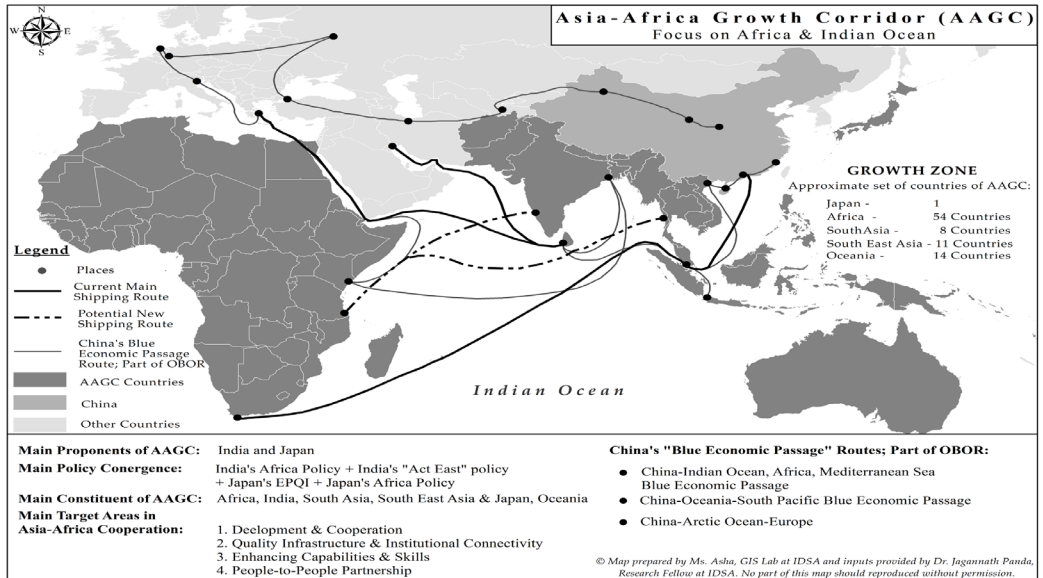 N
W E
S
Asia-Africa Growth Corridor (AAGC)
Focus on Africa & Indian Ocean
GROWTH ZONE
Approximate set of countries of AAGC:
Japan - 1
Africa - 54 Countries
SouthAsia - 8 Countries
South East Asia - 11 Countries
Oceania - 14 Countries
Legend
Places
Current Main
Shipping Route
Potential New
Shipping Route
China's Blue
Economic Passage
Route; Part of OBOR
AAGC Countries
China
Other Countries
Indian Ocean
Main Proponents of AAGC: India and Japan
Main Policy Conergence: India's Africa Policy + India's "Act East" policy
+ Japan's EPQI + Japan's Africa Policy
Main Constituent of AAGC: Africa, India, South Asia, South East Asia & Japan, Oceania
Main Target Areas in
Asia-Africa Cooperation: 1. Deelopment & Cooperation
2. Quality Infrastructure & Institutional Connectivity
3. Enhancing Capabilities & Skills
4. People-to-People Partnership
China's "Blue Economic Passage" Routes; Part of OBOR:
China-Indian Ocean, Africa, Mediterranean Sea
Blue Economic Passage
China-Oceania-South Pacific Blue Economic Passage
China-Arctic Ocean-Europe
© Map prepared by Ms. Asha, GIS Lab at IDSA and inputs provided by Dr. Jagannath Panda,
Research Fellow at IDSA. No part of this map should reproduced without permission.